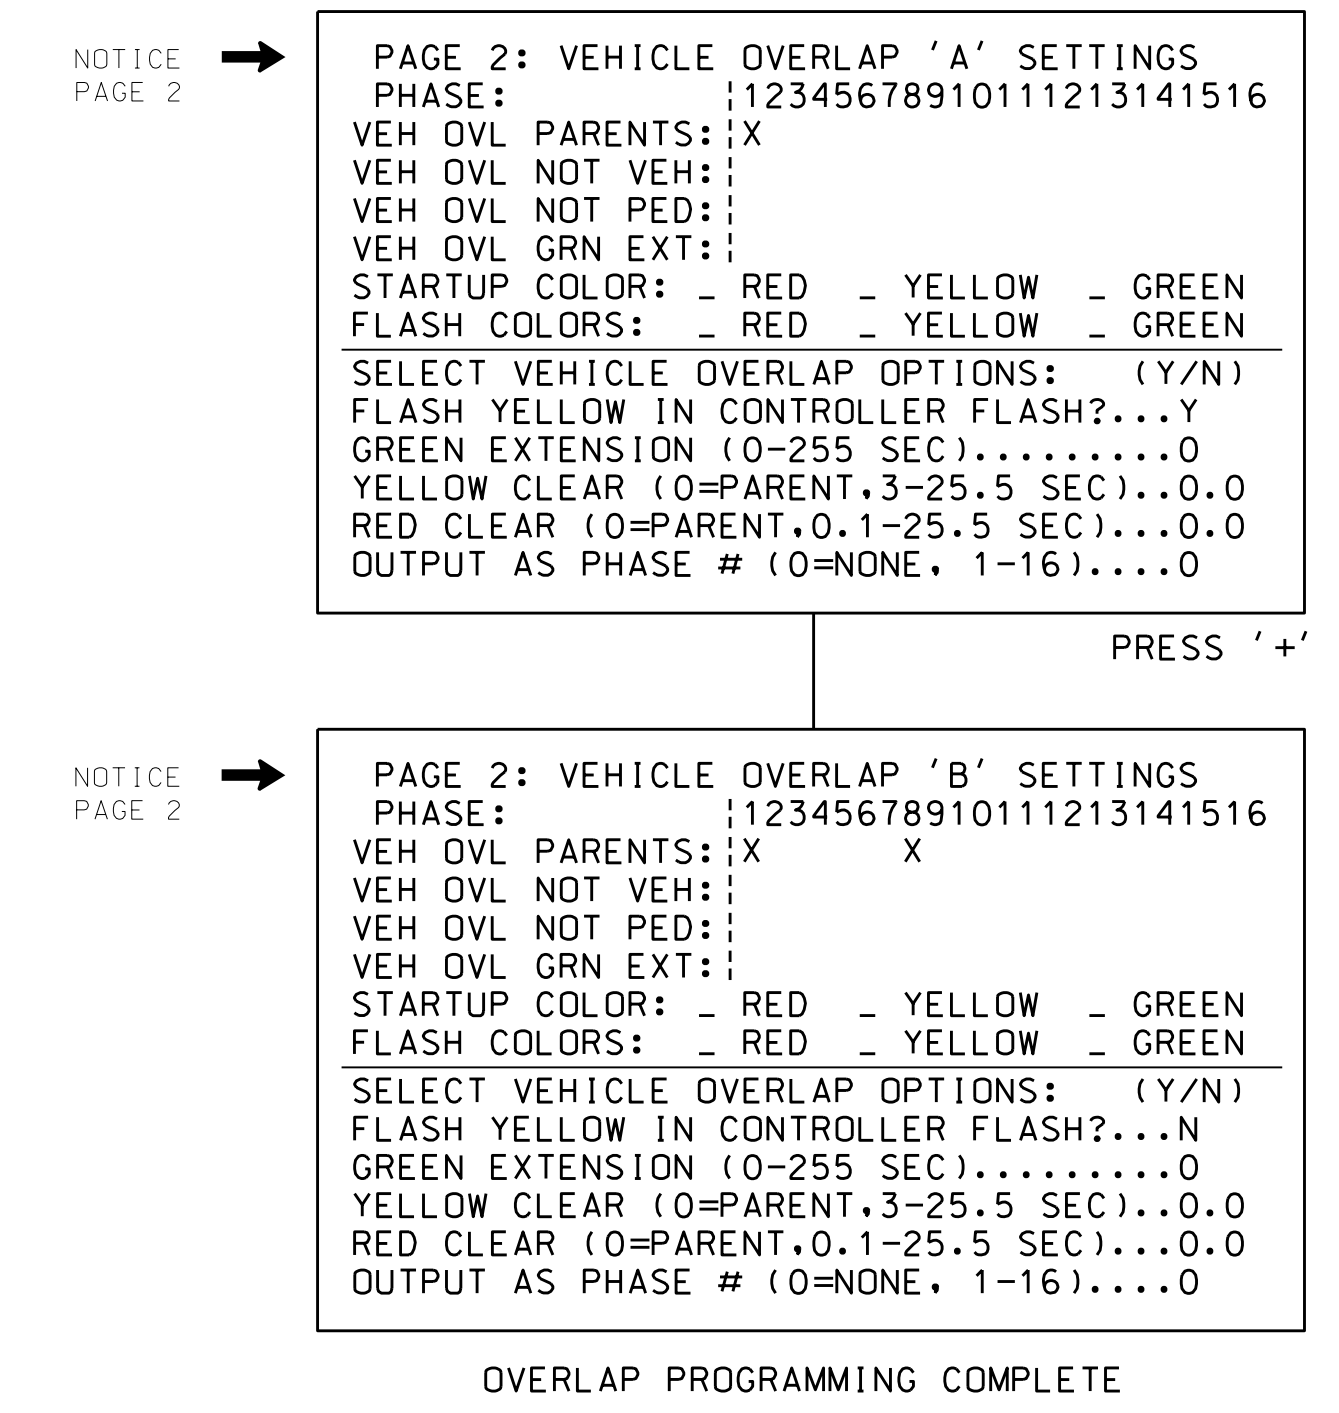 NOTICE
PAGE 2
PAGE 2: VEHICLE OVERLAP 'A' SETTINGS
PHASE: |12345678910111213141516
VEH OVL PARENTS:|X
VEH OVL NOT VEH:|
VEH OVL NOT PED:|
VEH OVL GRN EXT:|
STARTUP COLOR: _ RED _ YELLOW _ GREEN
FLASH COLORS: _ RED _ YELLOW _ GREEN
SELECT VEHICLE OVERLAP OPTIONS: (Y/N)
FLASH YELLOW IN CONTROLLER FLASH?...Y
GREEN EXTENSION (0-255 SEC).........0
YELLOW CLEAR (0=PARENT,3-25.5 SEC)..0.0
RED CLEAR (0=PARENT,0.1-25.5 SEC)...0.0
OUTPUT AS PHASE # (0=NONE, 1-16)....0
PRESS '+'
NOTICE
PAGE 2
PAGE 2: VEHICLE OVERLAP 'B' SETTINGS
PHASE: |12345678910111213141516
VEH OVL PARENTS:|X      X
VEH OVL NOT VEH:|
VEH OVL NOT PED:|
VEH OVL GRN EXT:|
STARTUP COLOR: _ RED _ YELLOW _ GREEN
FLASH COLORS: _ RED _ YELLOW _ GREEN
SELECT VEHICLE OVERLAP OPTIONS: (Y/N)
FLASH YELLOW IN CONTROLLER FLASH?...N
GREEN EXTENSION (0-255 SEC).........0
YELLOW CLEAR (0=PARENT,3-25.5 SEC)..0.0
RED CLEAR (0=PARENT,0.1-25.5 SEC)...0.0
OUTPUT AS PHASE # (0=NONE, 1-16)....0
OVERLAP PROGRAMMING COMPLETE